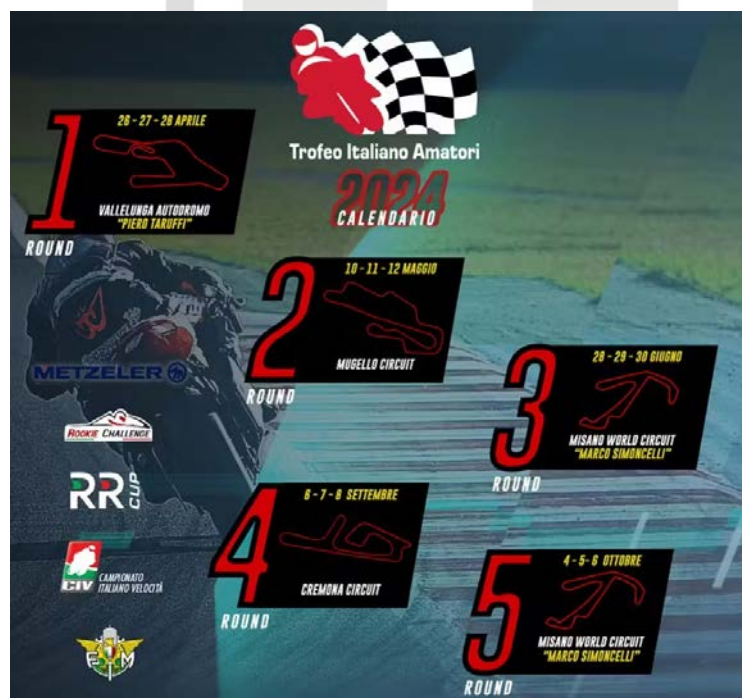 Trofeo Italiano Amatori
2024
CALENDARIO
1
ROUND
26 - 27 - 28 APRILE
VALLELUNGA AUTODROMO
"PIERO TARUFFI"
2
ROUND
10 - 11 - 12 MAGGIO
MUGELLO CIRCUIT
3
ROUND
28 - 29 - 30 GIUGNO
MISANO WORLD CIRCUIT
"MARCO SIMONCELLI"
4
ROUND
6 - 7 - 8 SETTEMBRE
CREMONA CIRCUIT
5
ROUND
4 - 5- 6 OTTOBRE
MISANO WORLD CIRCUIT
"MARCO SIMONCELLI"
METZELER
ROOKIE CHALLENGE
RR CUP
CIV
CAMPIONATO
ITALIANO VELOCITÀ
FM